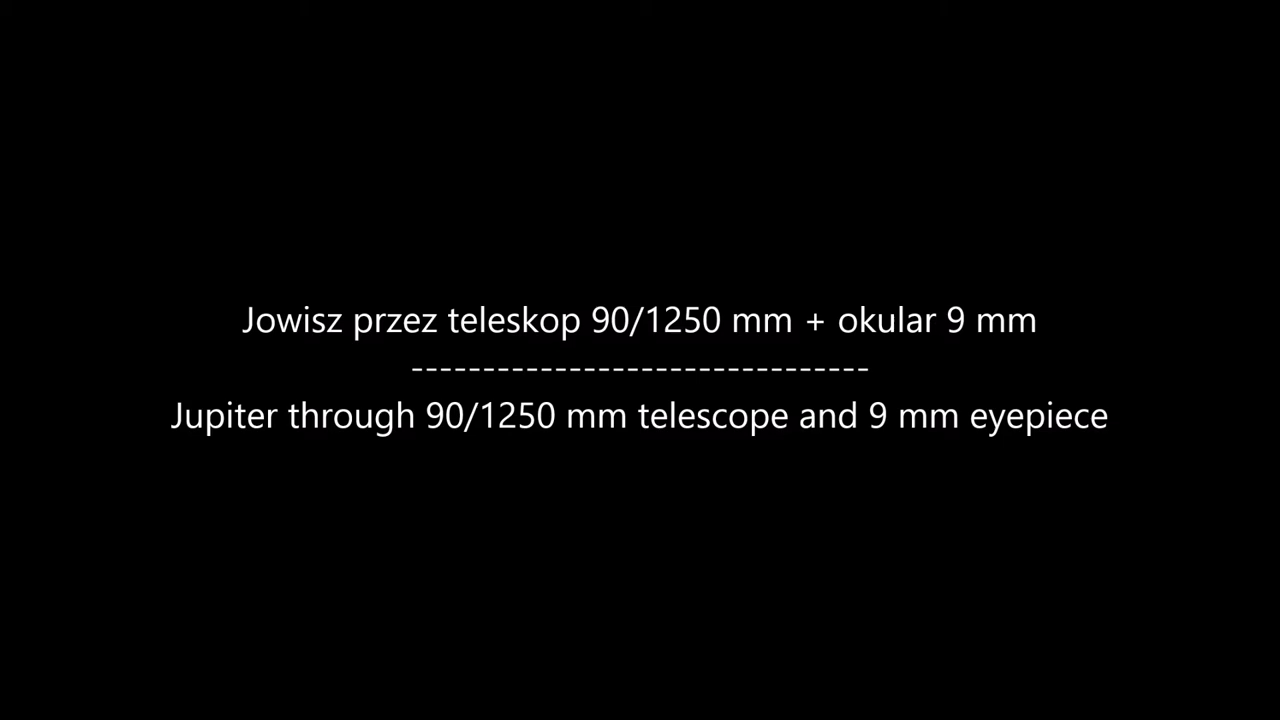 Jowisz przez teleskop 90/1250 mm + okular 9 mm
--------------------------------
Jupiter through 90/1250 mm telescope and 9 mm eyepiece